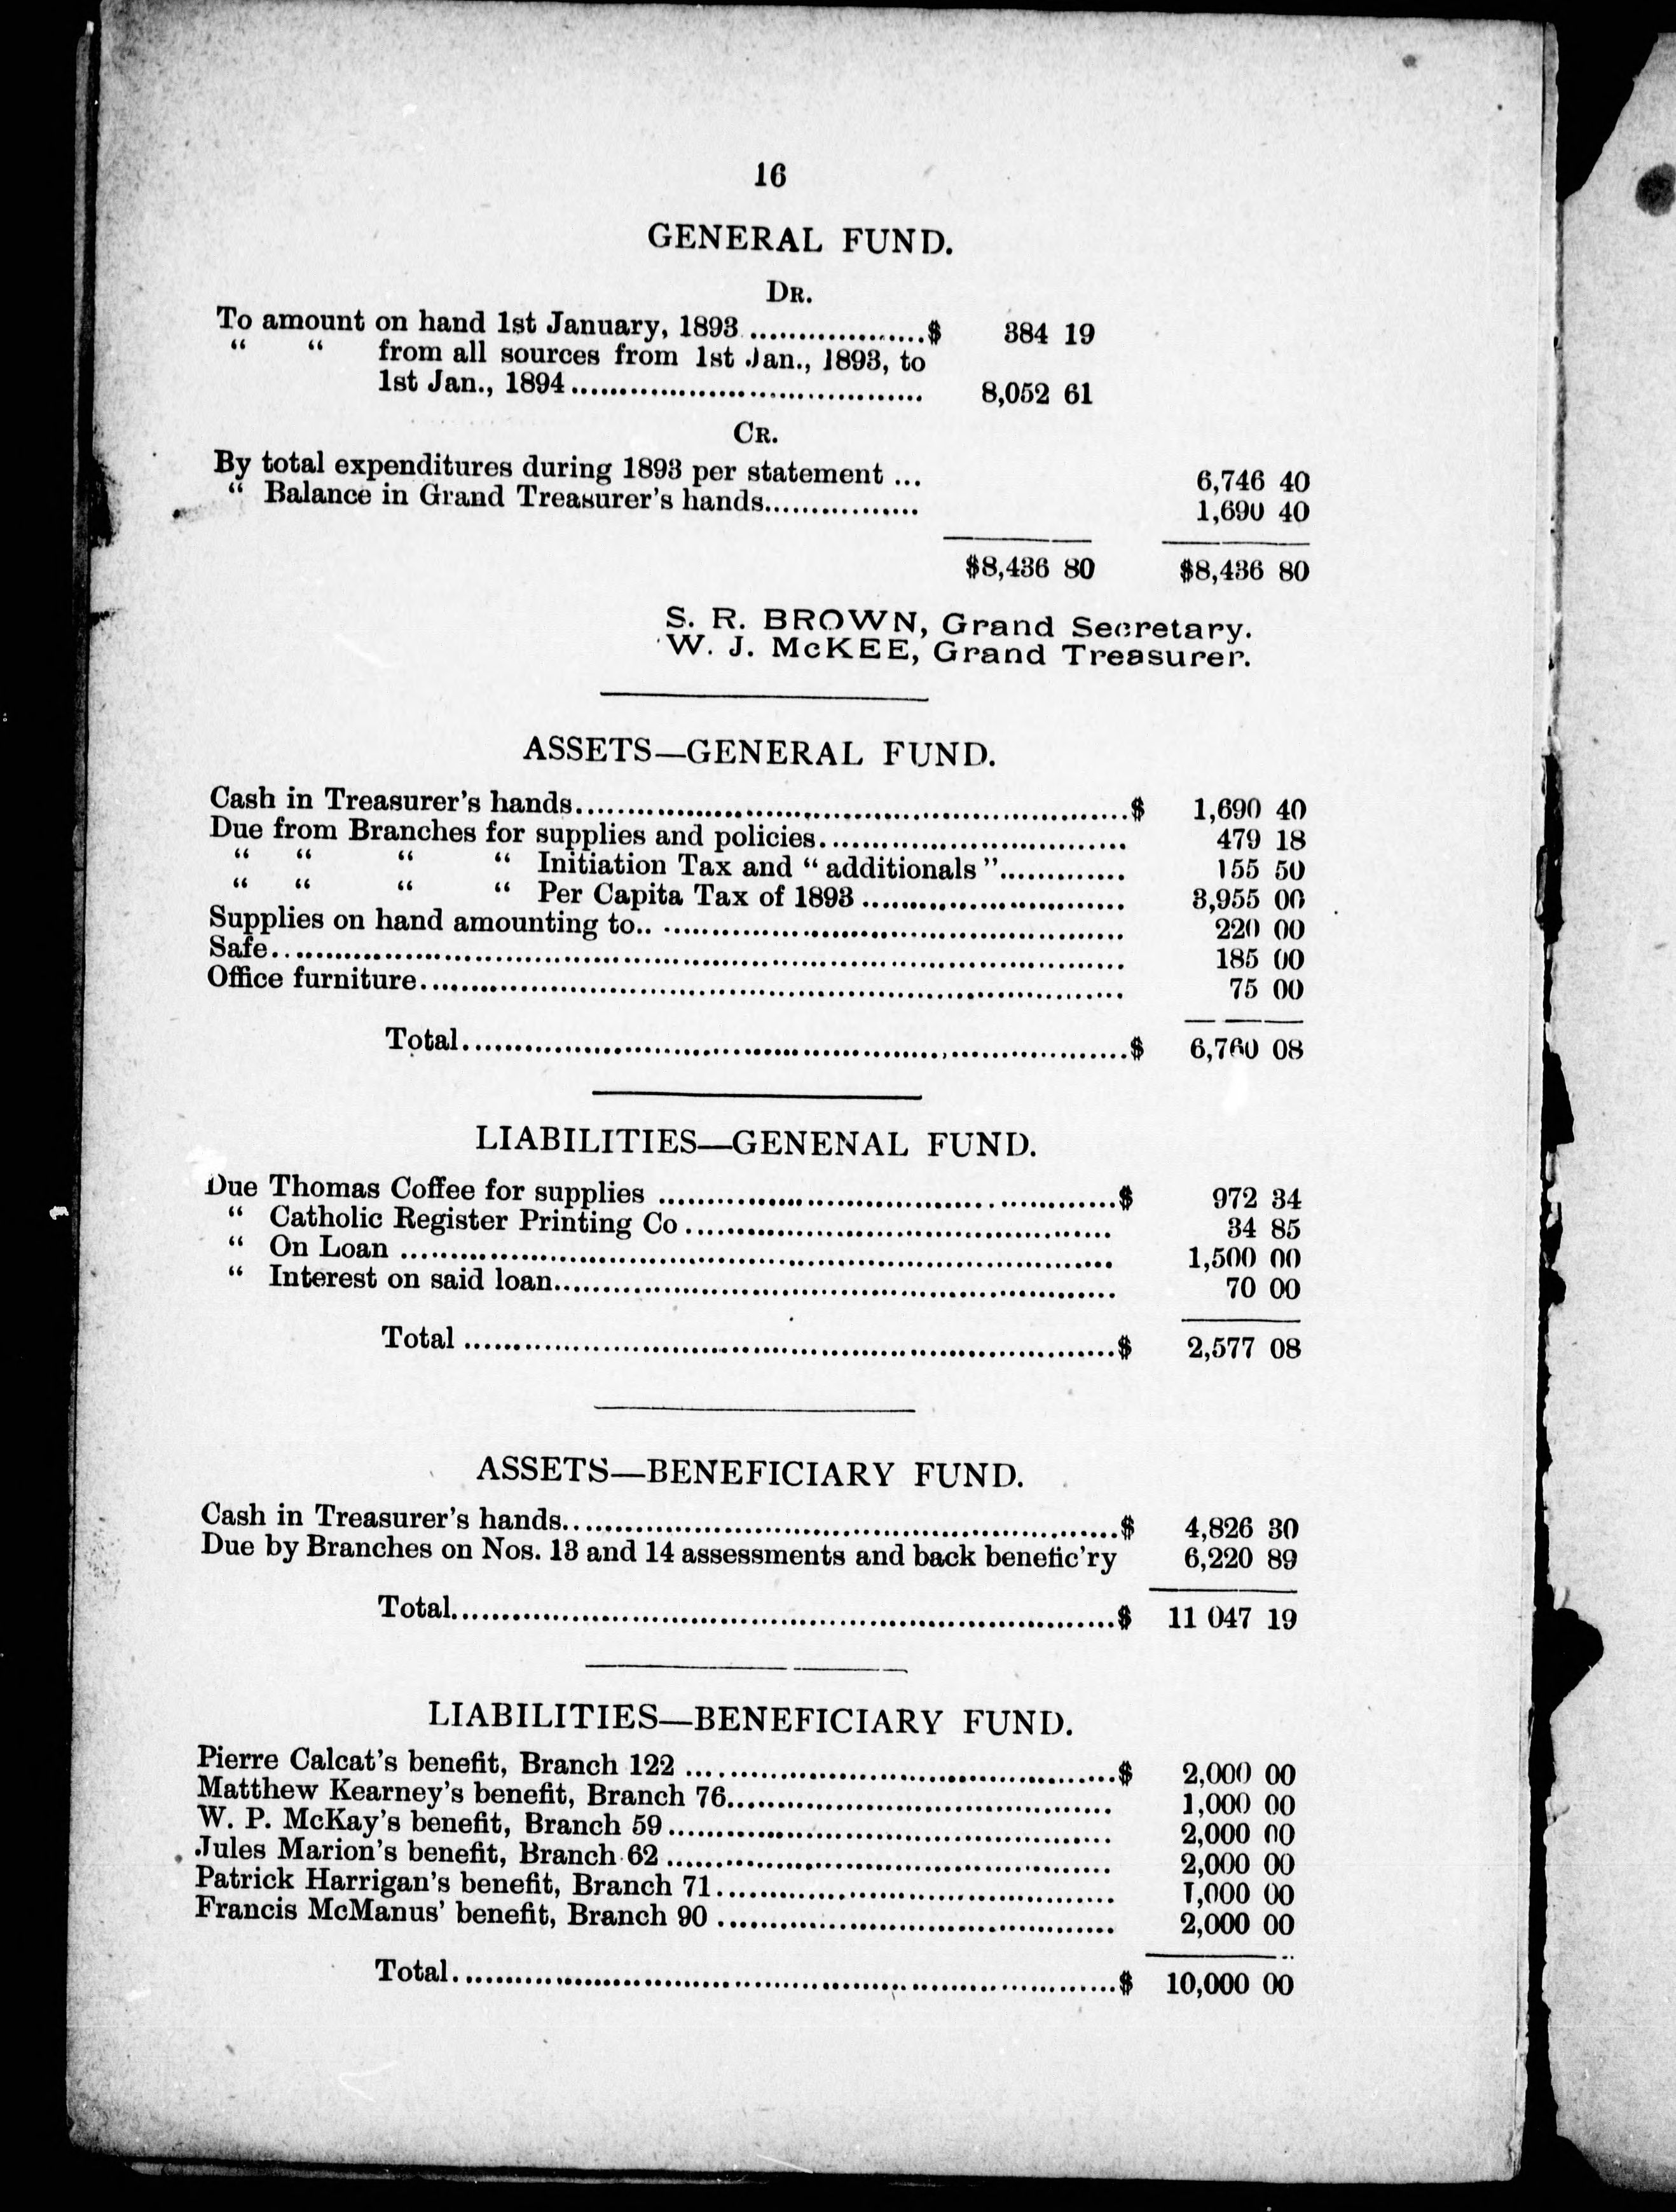 16
GENERAL FUND.
DR.
To amount on hand 1st January, 1893 ..................$ 384 19
“ “ from all sources from 1st Jan., 1893, to
1st Jan., 1894.................................... 8,052 61
CR.
By total expenditures during 1893 per statement ... 6,746 40
“ Balance in Grand Treasurer's hands................ 1,690 40
$8,436 80 $8,436 80
S. R. BROWN, Grand Secretary.
W. J. McKEE, Grand Treasurer.
ASSETS—GENERAL FUND.
Cash in Treasurer's hands........................................................$ 1,690 40
Due from Branches for supplies and policies............................... 479 18
“ “ “ “ Initiation Tax and “ additionals ”............. 155 50
“ “ “ “ Per Capita Tax of 1893 ........................... 3,955 00
Supplies on hand amounting to.. ............................................... 220 00
Safe...................................................................................... 185 00
Office furniture....................................................................... 75 00
Total....................................................................$ 6,760 08
LIABILITIES—GENENAL FUND.
Due Thomas Coffee for supplies ..............................................$ 972 34
“ Catholic Register Printing Co ........................................... 34 85
“ On Loan ........................................................................ 1,500 00
“ Interest on said loan......................................................... 70 00
Total ..................................................................$ 2,577 08
ASSETS—BENEFICIARY FUND.
Cash in Treasurer's hands........................................................$ 4,826 30
Due by Branches on Nos. 13 and 14 assessments and back benefic'ry 6,220 89
Total...................................................................$ 11 047 19
LIABILITIES—BENEFICIARY FUND.
Pierre Calcat's benefit, Branch 122 ...........................................$ 2,000 00
Matthew Kearney's benefit, Branch 76....................................... 1,000 00
W. P. McKay's benefit, Branch 59............................................. 2,000 00
Jules Marion's benefit, Branch 62 ............................................. 2,000 00
Patrick Harrigan's benefit, Branch 71........................................ 1,000 00
Francis McManus' benefit, Branch 90 ........................................ 2,000 00
Total...................................................................$ 10,000 00